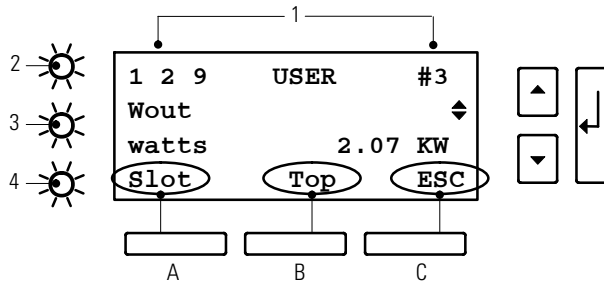 1
2
3
4
1 2 9 USER #3
Wout
watts 2.07 KW
Slot Top ESC
A B C